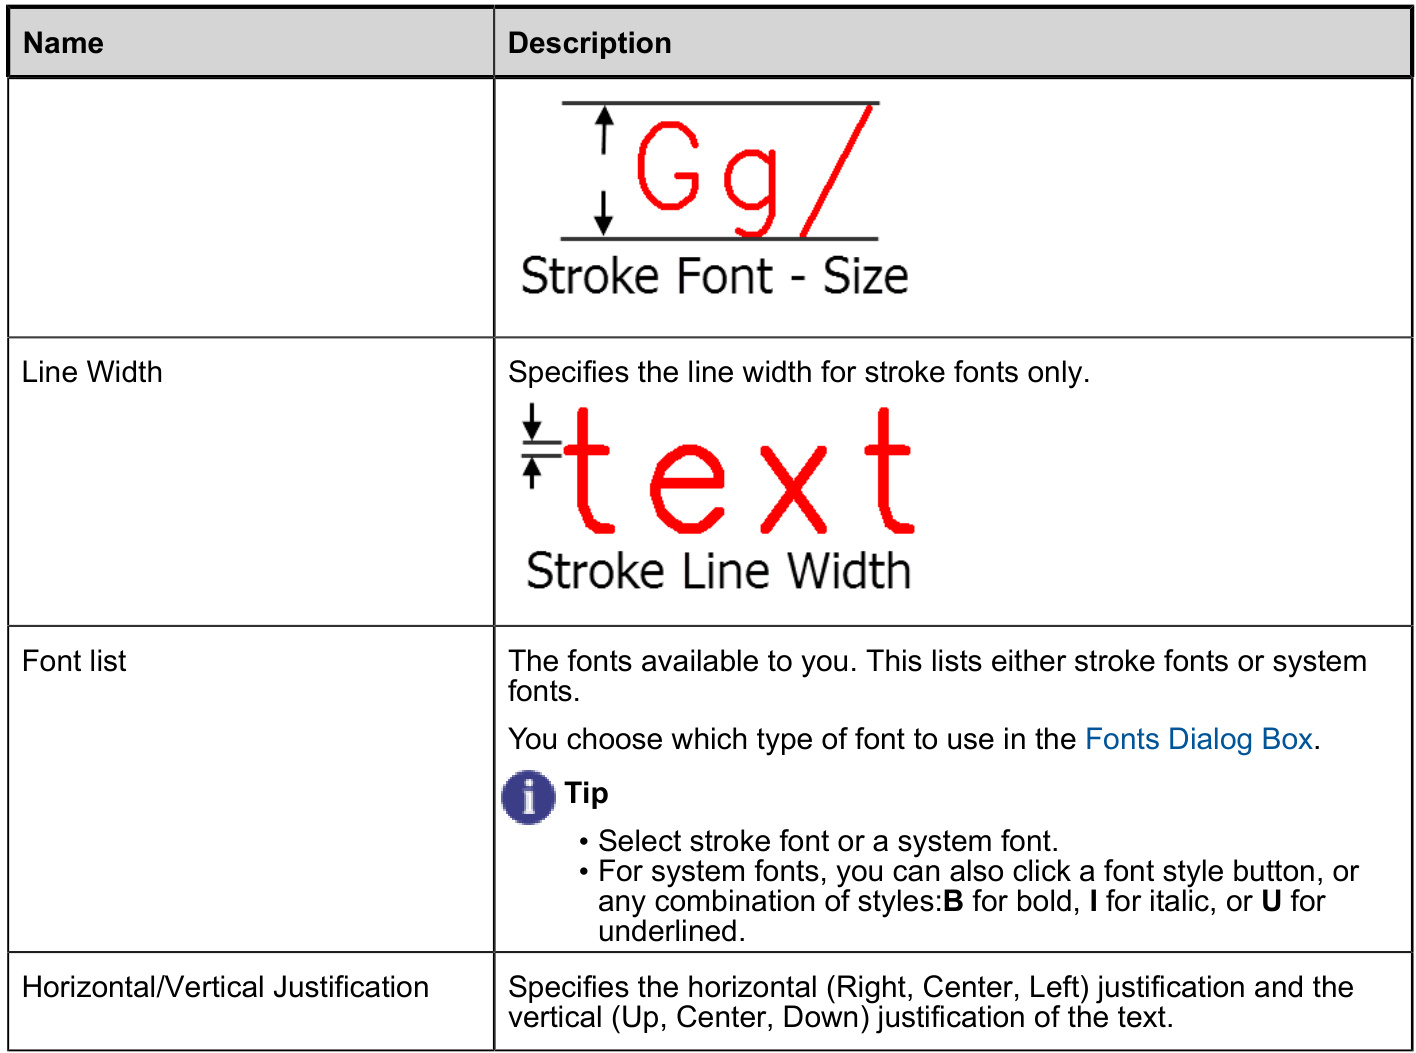 Name
Description
Gg/
Stroke Font - Size
Line Width
Specifies the line width for stroke fonts only.
text
Stroke Line Width
Font list
The fonts available to you. This lists either stroke fonts or system
fonts.
You choose which type of font to use in the Fonts Dialog Box.
i
Tip
• Select stroke font or a system font.
• For system fonts, you can also click a font style button, or
any combination of styles:B for bold, I for italic, or U for
underlined.
Horizontal/Vertical Justification
Specifies the horizontal (Right, Center, Left) justification and the
vertical (Up, Center, Down) justification of the text.